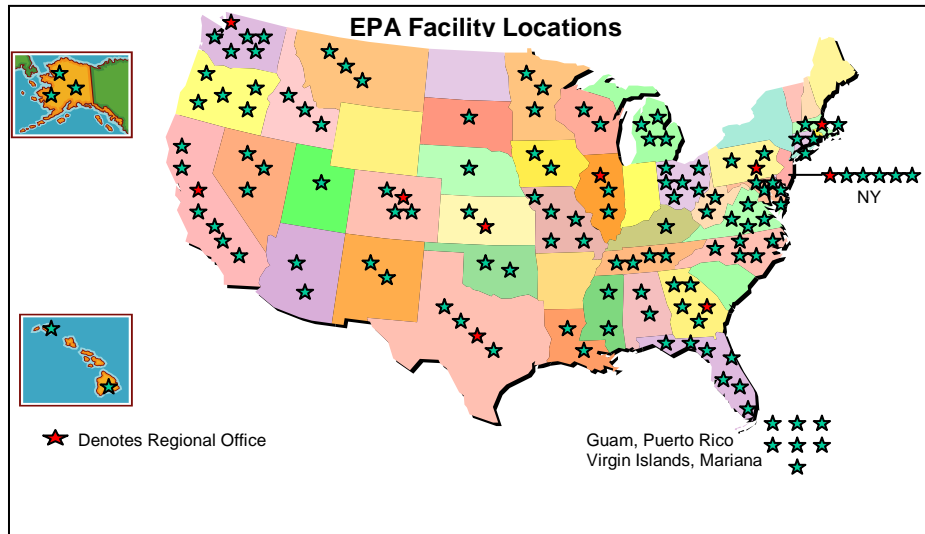 EPA Facility Locations
NY
Denotes Regional Office
Guam, Puerto Rico
Virgin Islands, Mariana